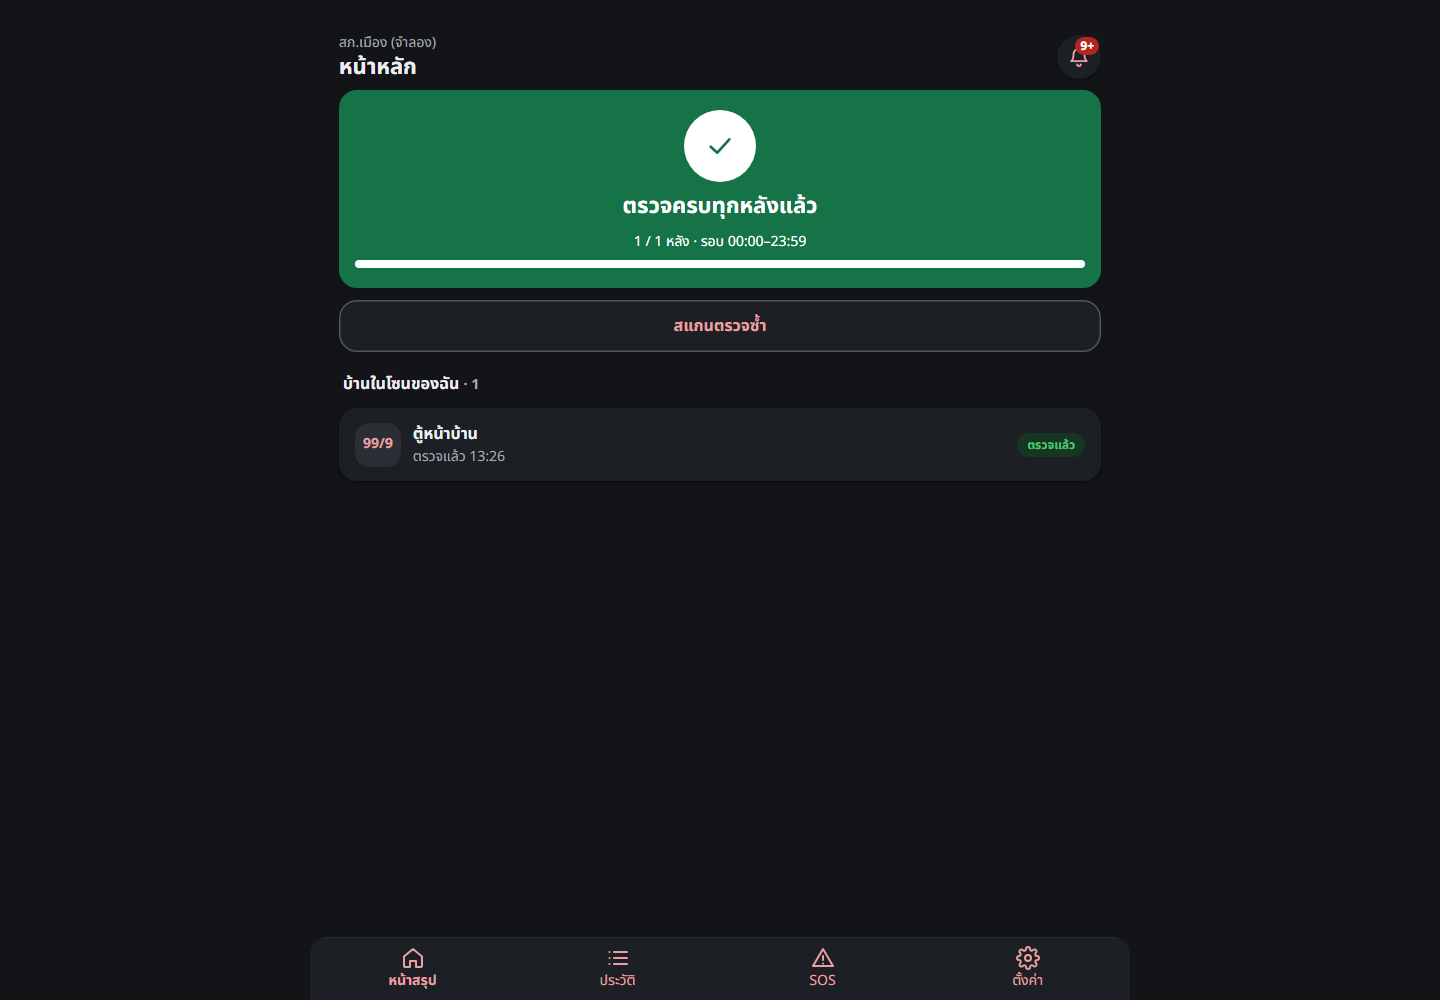 สภ.เมือง (จำลอง)
หน้าหลัก
9+
ตรวจครบทุกหลังแล้ว
1 / 1 หลัง · รอบ 00:00–23:59
สแกนตรวจซ้ำ
บ้านในโซนของฉัน · 1
99/9
ตู้หน้าบ้าน
ตรวจแล้ว 13:26
ตรวจแล้ว
หน้าสรุป
ประวัติ
SOS
ตั้งค่า